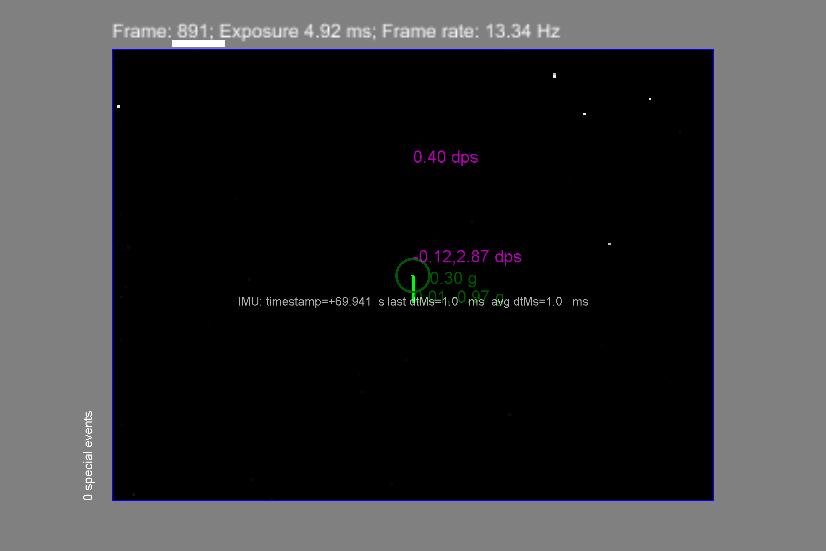 Frame: 891; Exposure 4.92 ms; Frame rate: 13.34 Hz
0.40 dps
-0.12,2.87 dps
0.30 g
IMU: timestamp=+69.941 s last dtMs=1.0 ms avg dtMs=1.0 ms
0 special events